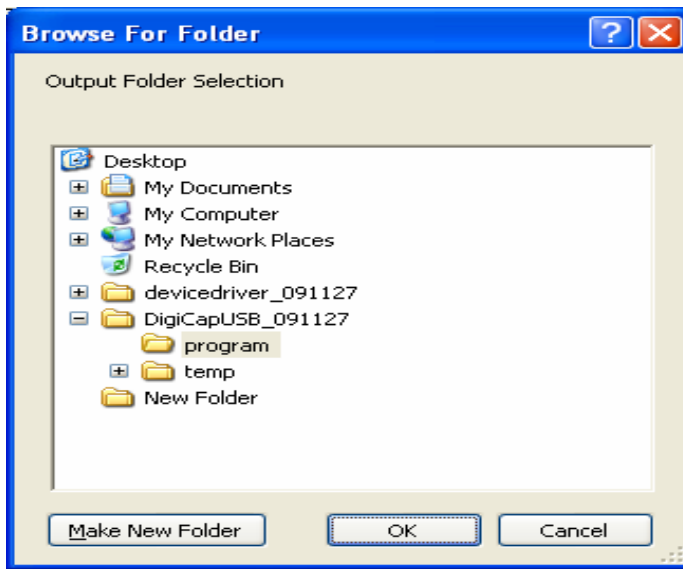 Browse For Folder
Output Folder Selection
Desktop
My Documents
My Computer
My Network Places
Recycle Bin
devicedriver_091127
DigiCapUSB_091127
program
temp
New Folder
Make New Folder OK Cancel